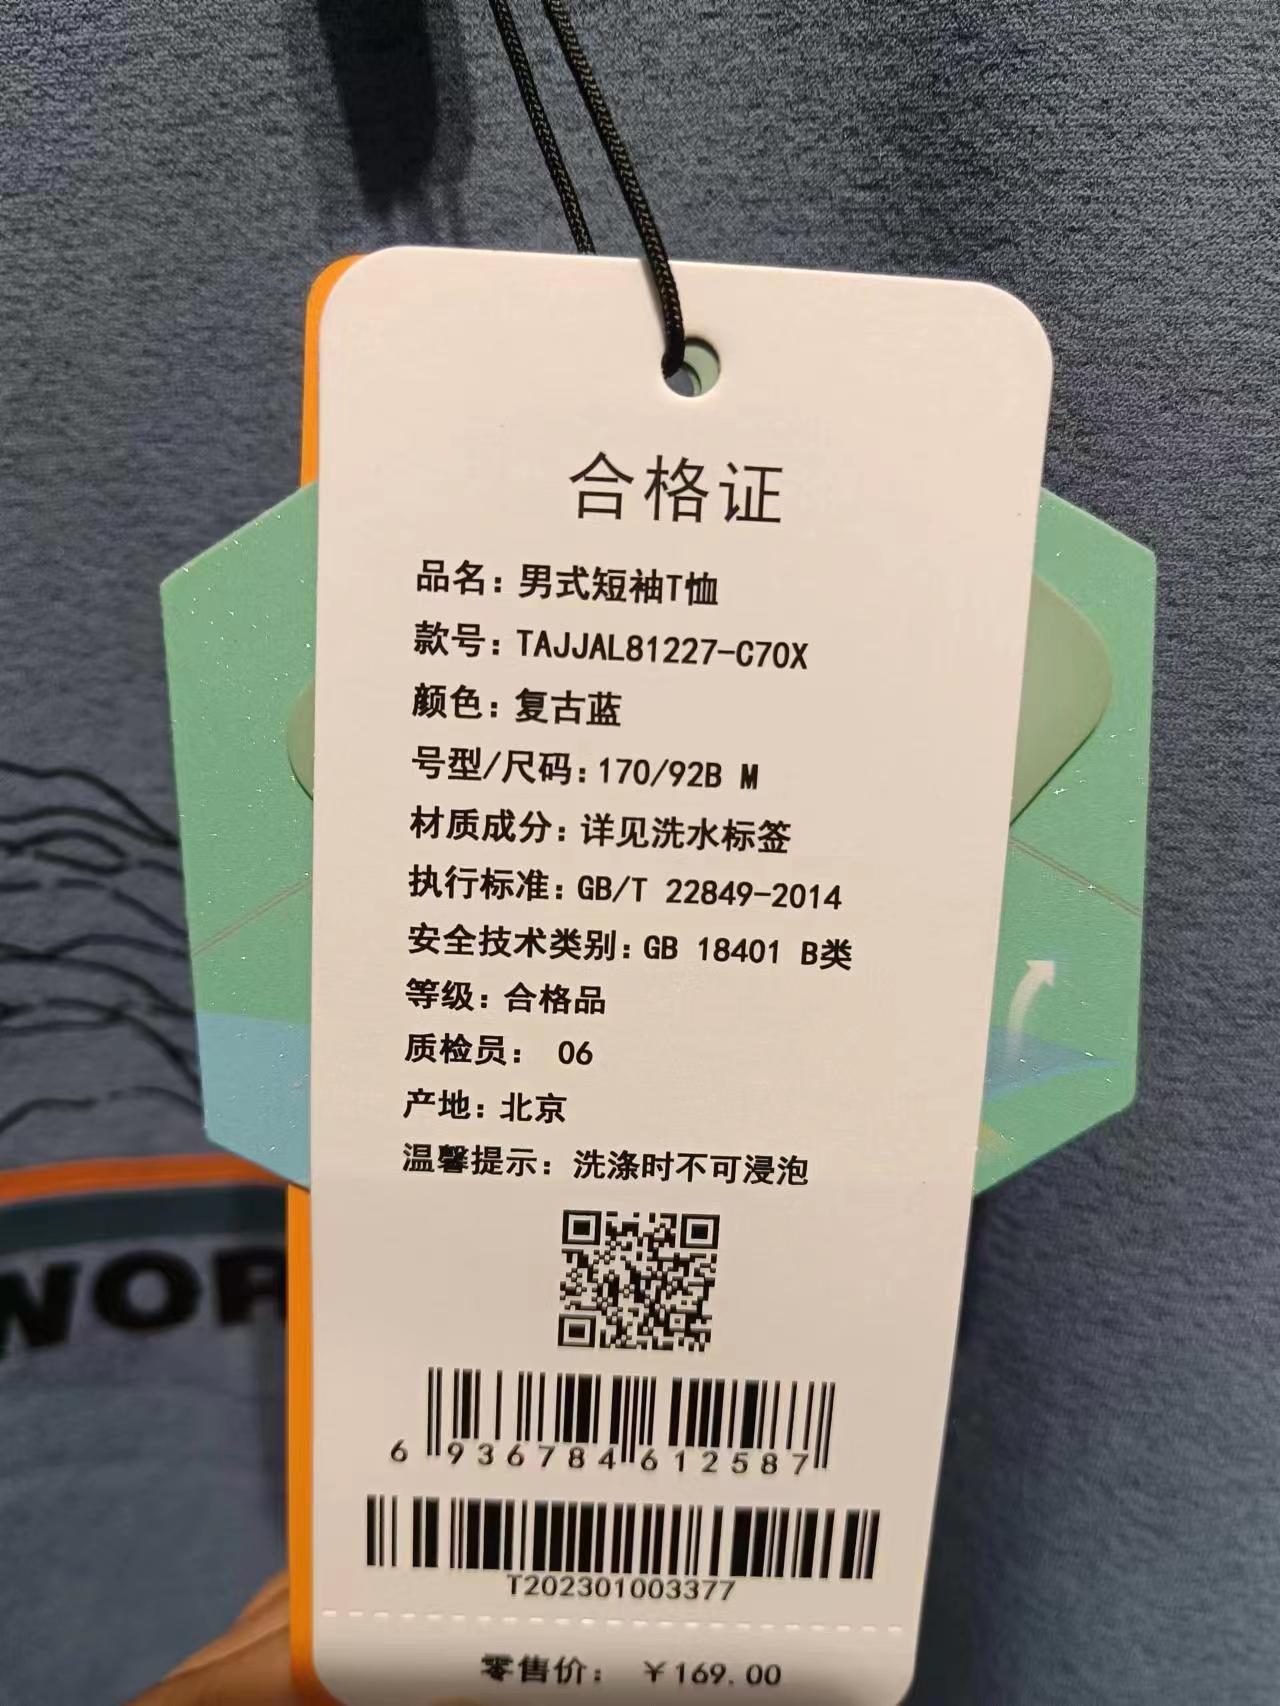 合格证
品名：男式短袖T恤
款号：TAJJAL81227-C70X
颜色：复古蓝
号型/尺码：170/92B M
材质成分：详见洗水标签
执行标准：GB/T 22849-2014
安全技术类别：GB 18401 B类
等级：合格品
质检员： 06
产地：北京
温馨提示：洗涤时不可浸泡
6 936784 612587
T202301003377
零售价： ￥169.00
WOR